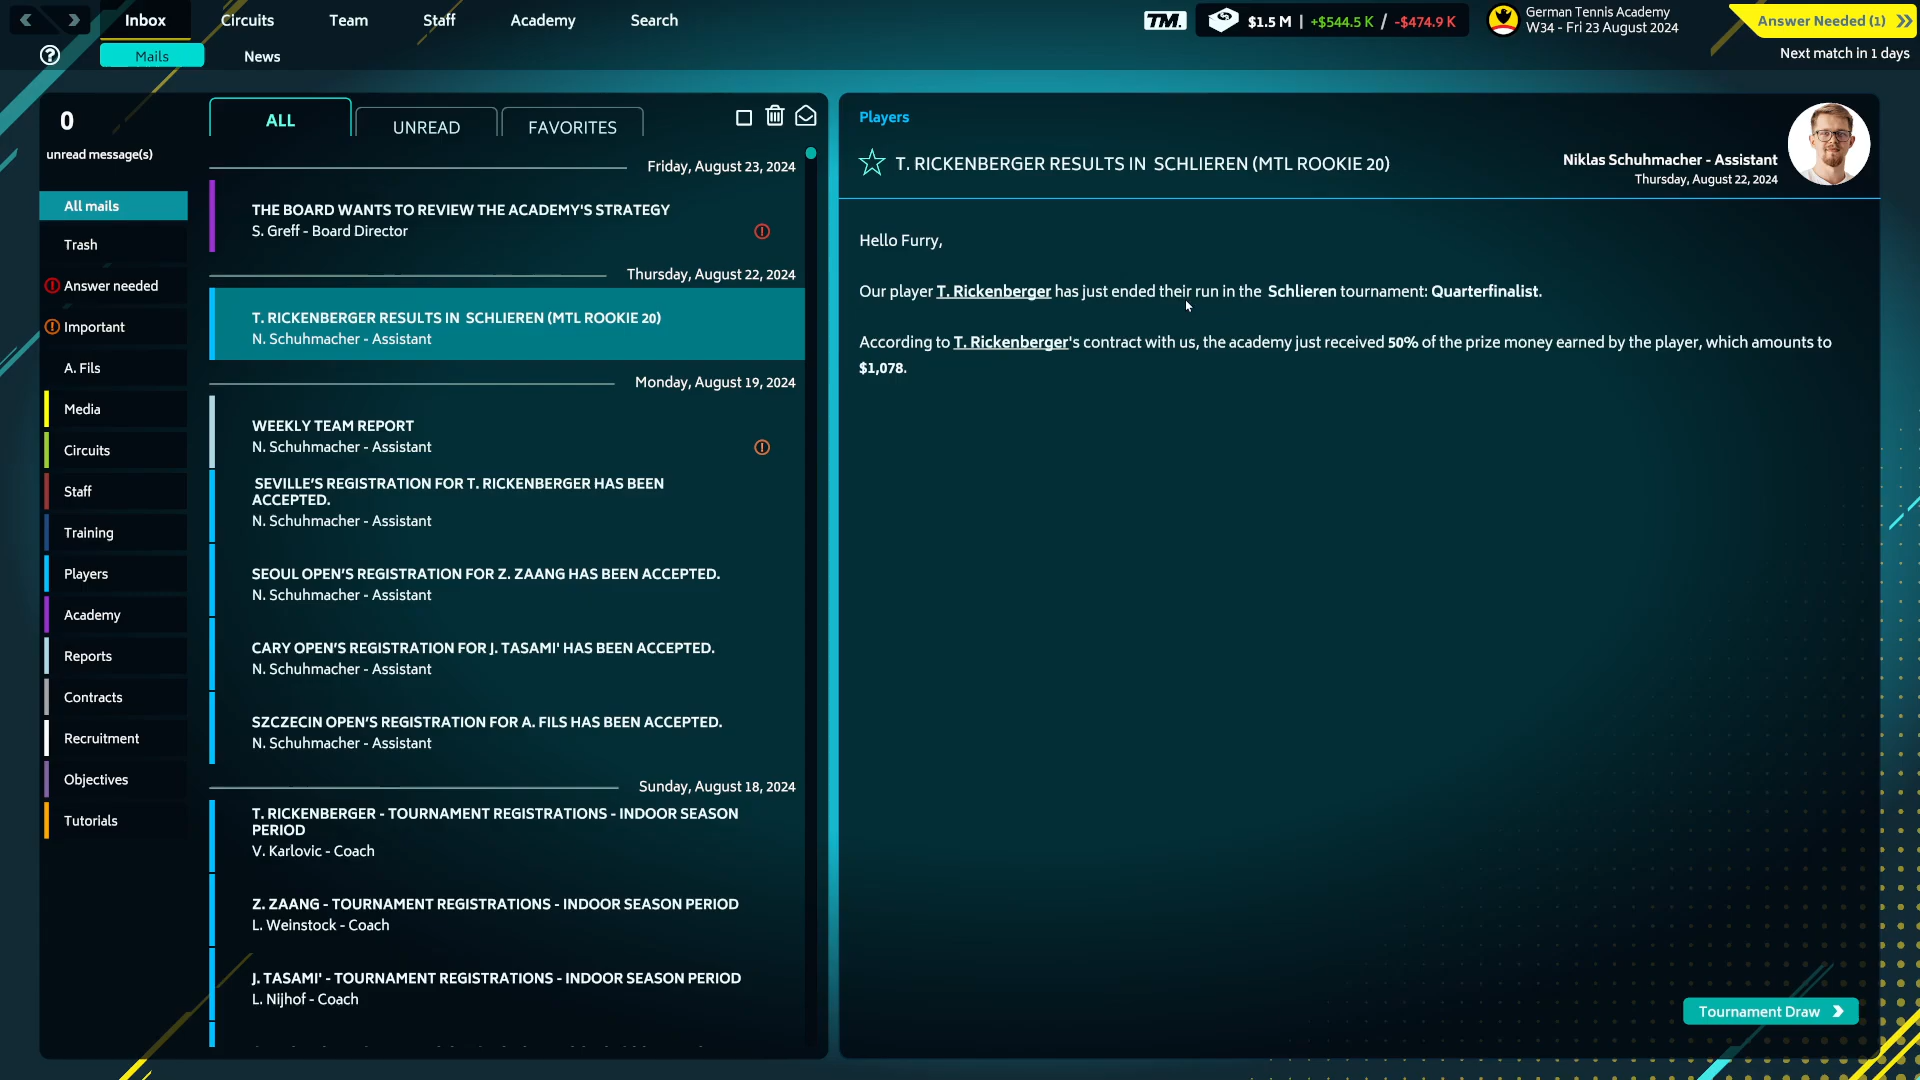 Inbox
Circuits
Team
Staff
Academy
Search
TM.
$1.5 M | +$544.5 K / -$474.9 K
German Tennis Academy
W34 - Fri 23 August 2024
Answer Needed (1)
Next match in 1 days
Mails
News
0
unread message(s)
All mails
Trash
Answer needed
Important
A. Fils
Media
Circuits
Staff
Training
Players
Academy
Reports
Contracts
Recruitment
Objectives
Tutorials
ALL
UNREAD
FAVORITES
Friday, August 23, 2024
THE BOARD WANTS TO REVIEW THE ACADEMY'S STRATEGY
S. Greff - Board Director
Thursday, August 22, 2024
T. RICKENBERGER RESULTS IN SCHLIEREN (MTL ROOKIE 20)
N. Schuhmacher - Assistant
Monday, August 19, 2024
WEEKLY TEAM REPORT
N. Schuhmacher - Assistant
SEVILLE'S REGISTRATION FOR T. RICKENBERGER HAS BEEN
ACCEPTED.
N. Schuhmacher - Assistant
SEOUL OPEN'S REGISTRATION FOR Z. ZAANG HAS BEEN ACCEPTED.
N. Schuhmacher - Assistant
CARY OPEN'S REGISTRATION FOR J. TASAMI' HAS BEEN ACCEPTED.
N. Schuhmacher - Assistant
SZCZECIN OPEN'S REGISTRATION FOR A. FILS HAS BEEN ACCEPTED.
N. Schuhmacher - Assistant
Sunday, August 18, 2024
T. RICKENBERGER - TOURNAMENT REGISTRATIONS - INDOOR SEASON
PERIOD
V. Karlovic - Coach
Z. ZAANG - TOURNAMENT REGISTRATIONS - INDOOR SEASON PERIOD
L. Weinstock - Coach
J. TASAMI' - TOURNAMENT REGISTRATIONS - INDOOR SEASON PERIOD
L. Nijhof - Coach
Players
T. RICKENBERGER RESULTS IN SCHLIEREN (MTL ROOKIE 20)
Niklas Schuhmacher - Assistant
Thursday, August 22, 2024
Hello Furry,
Our player T. Rickenberger has just ended their run in the Schlieren tournament: Quarterfinalist.
According to T. Rickenberger's contract with us, the academy just received 50% of the prize money earned by the player, which amounts to
$1,078.
Tournament Draw